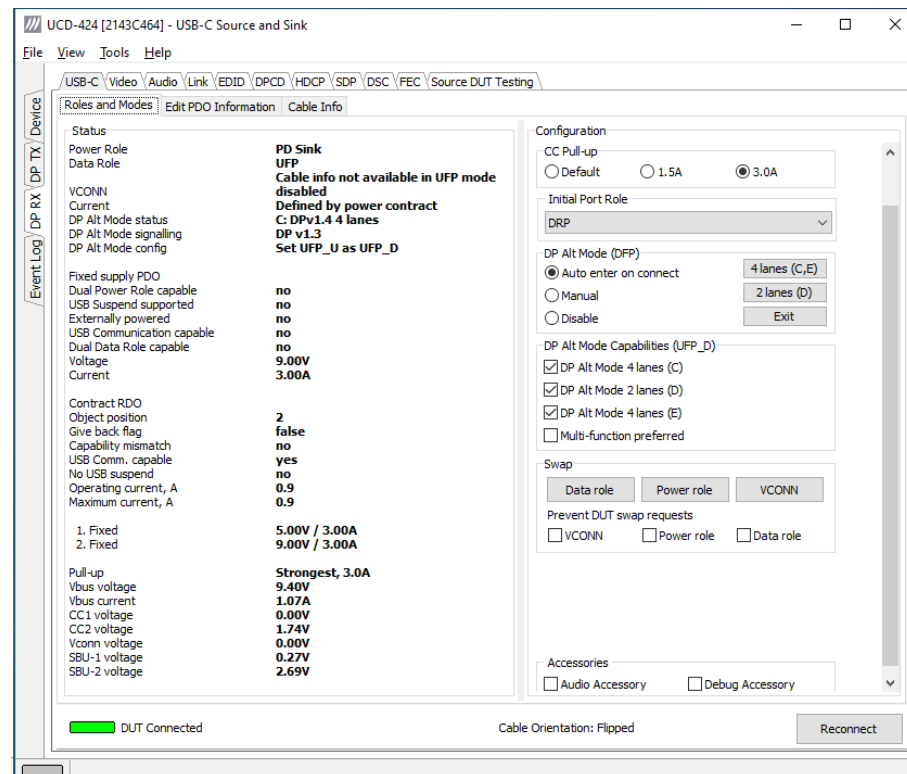 UCD-424 [2143C464] - USB-C Source and Sink
File View Tools Help
USB-C Video Audio Link EDID DPCD HDCP SDP DSC FEC Source DUT Testing
Roles and Modes Edit PDO Information Cable Info
Device
DP TX
DP RX
Event Log
Status
Power Role PD Sink
Data Role UFP
Cable info not available in UFP mode
VCONN disabled
Current Defined by power contract
DP Alt Mode status C: DPv1.4 4 lanes
DP Alt Mode signalling DP v1.3
DP Alt Mode config Set UFP_U as UFP_D
Fixed supply PDO
Dual Power Role capable no
USB Suspend supported no
Externally powered no
USB Communication capable no
Dual Data Role capable no
Voltage 9.00V
Current 3.00A
Contract RDO
Object position 2
Give back flag false
Capability mismatch no
USB Comm. capable yes
No USB suspend no
Operating current, A 0.9
Maximum current, A 0.9
1. Fixed 5.00V / 3.00A
2. Fixed 9.00V / 3.00A
Pull-up Strongest, 3.0A
Vbus voltage 9.40V
Vbus current 1.07A
CC1 voltage 0.00V
CC2 voltage 1.74V
Vconn voltage 0.00V
SBU-1 voltage 0.27V
SBU-2 voltage 2.69V
Configuration
CC Pull-up
Default 1.5A 3.0A
Initial Port Role
DRP
DP Alt Mode (DFP)
Auto enter on connect 4 lanes (C,E)
Manual 2 lanes (D)
Disable Exit
DP Alt Mode Capabilities (UFP_D)
DP Alt Mode 4 lanes (C)
DP Alt Mode 2 lanes (D)
DP Alt Mode 4 lanes (E)
Multi-function preferred
Swap
Data role Power role VCONN
Prevent DUT swap requests
VCONN Power role Data role
Accessories
Audio Accessory Debug Accessory
DUT Connected Cable Orientation: Flipped Reconnect